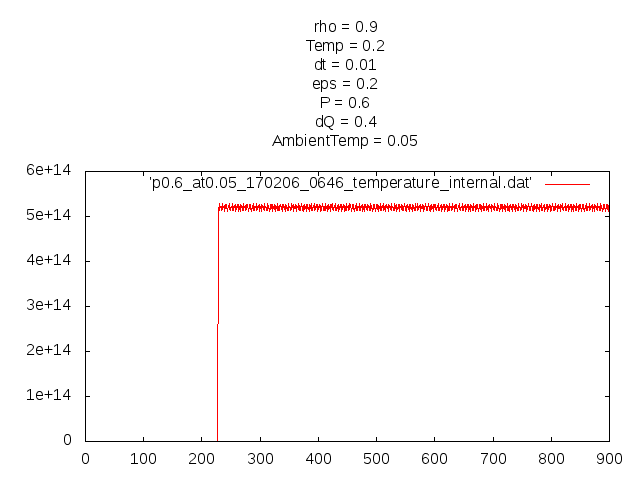 rho = 0.9
Temp = 0.2
dt = 0.01
eps = 0.2
P = 0.6
dQ = 0.4
AmbientTemp = 0.05
'p0.6_at0.05_170206_0646_temperature_internal.dat'
6e+14
5e+14
4e+14
3e+14
2e+14
1e+14
0
0 100 200 300 400 500 600 700 800 900